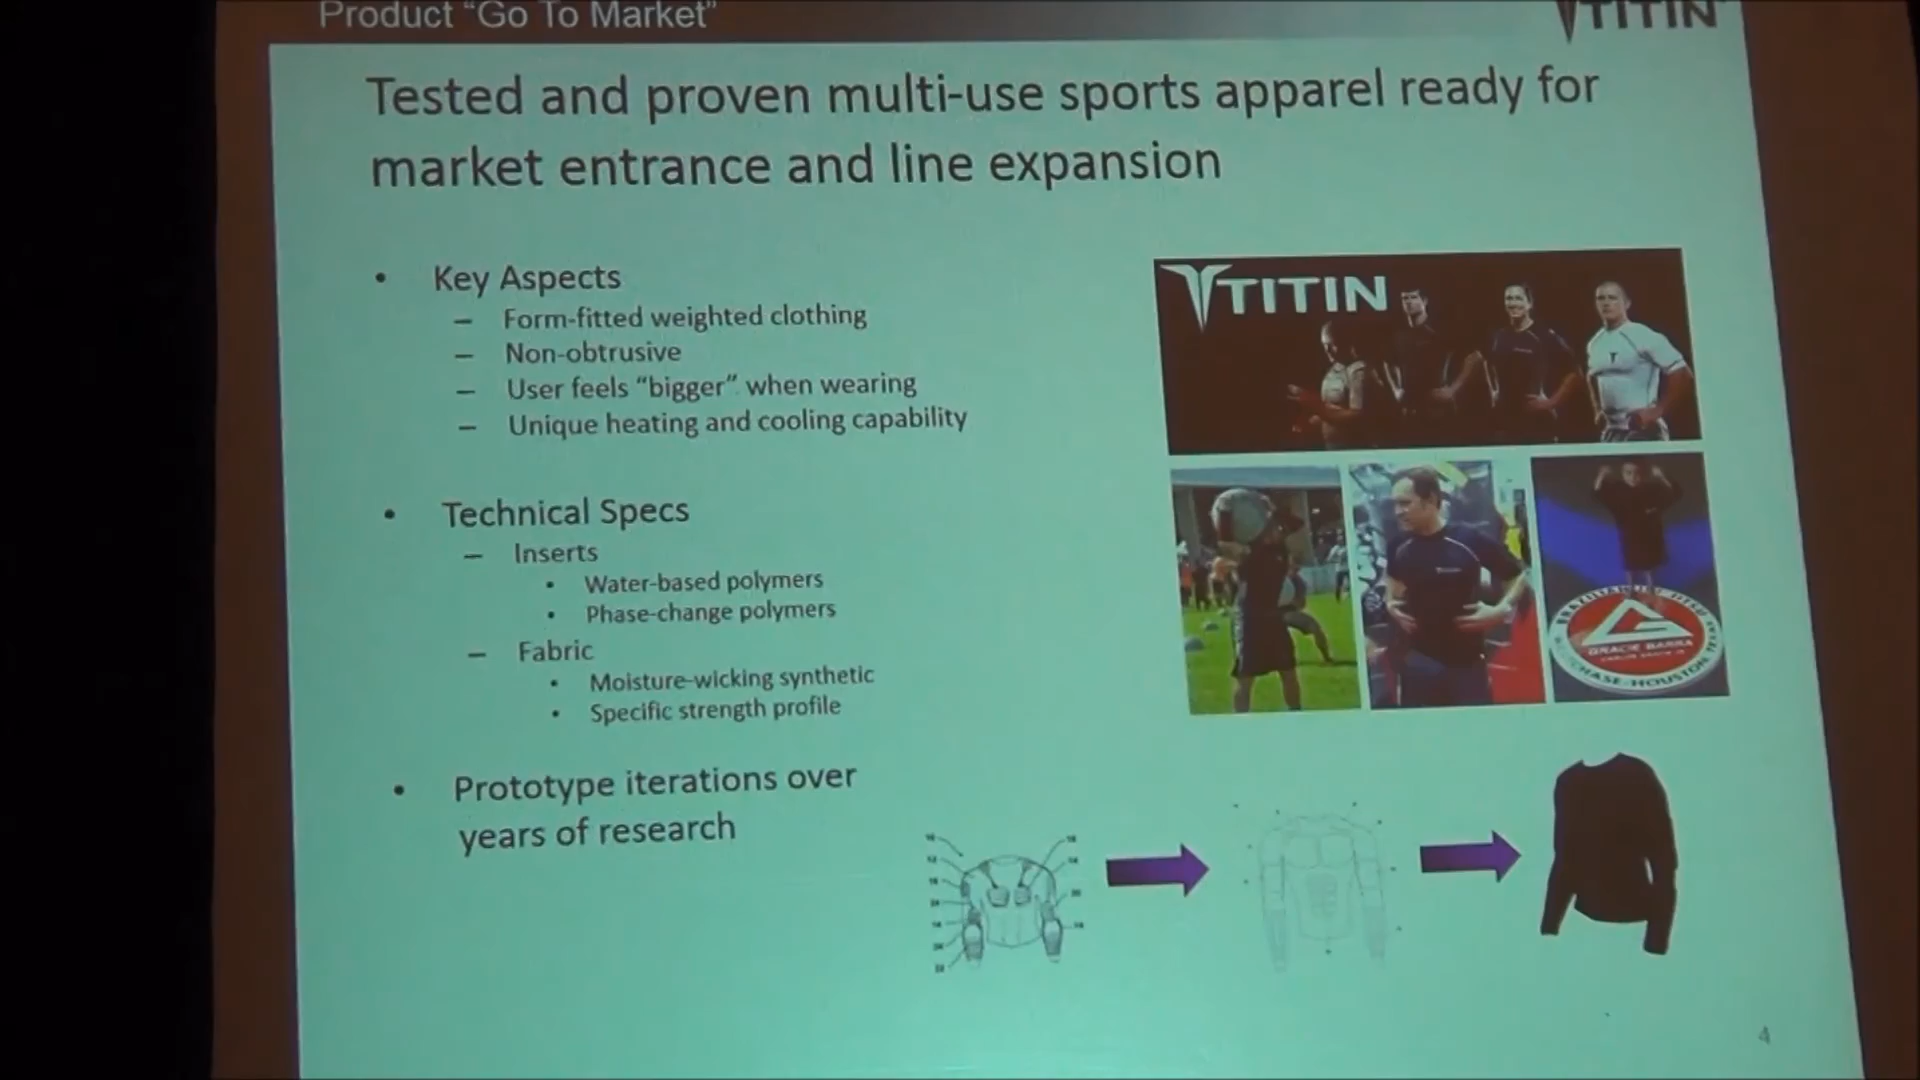 Product “Go To Market”
TITIN
Tested and proven multi-use sports apparel ready for
market entrance and line expansion
• Key Aspects
– Form-fitted weighted clothing
– Non-obtrusive
– User feels “bigger” when wearing
– Unique heating and cooling capability
TITIN
• Technical Specs
– Inserts
• Water-based polymers
• Phase-change polymers
– Fabric
• Moisture-wicking synthetic
• Specific strength profile
GRACIE BARRA
• Prototype iterations over
years of research
4